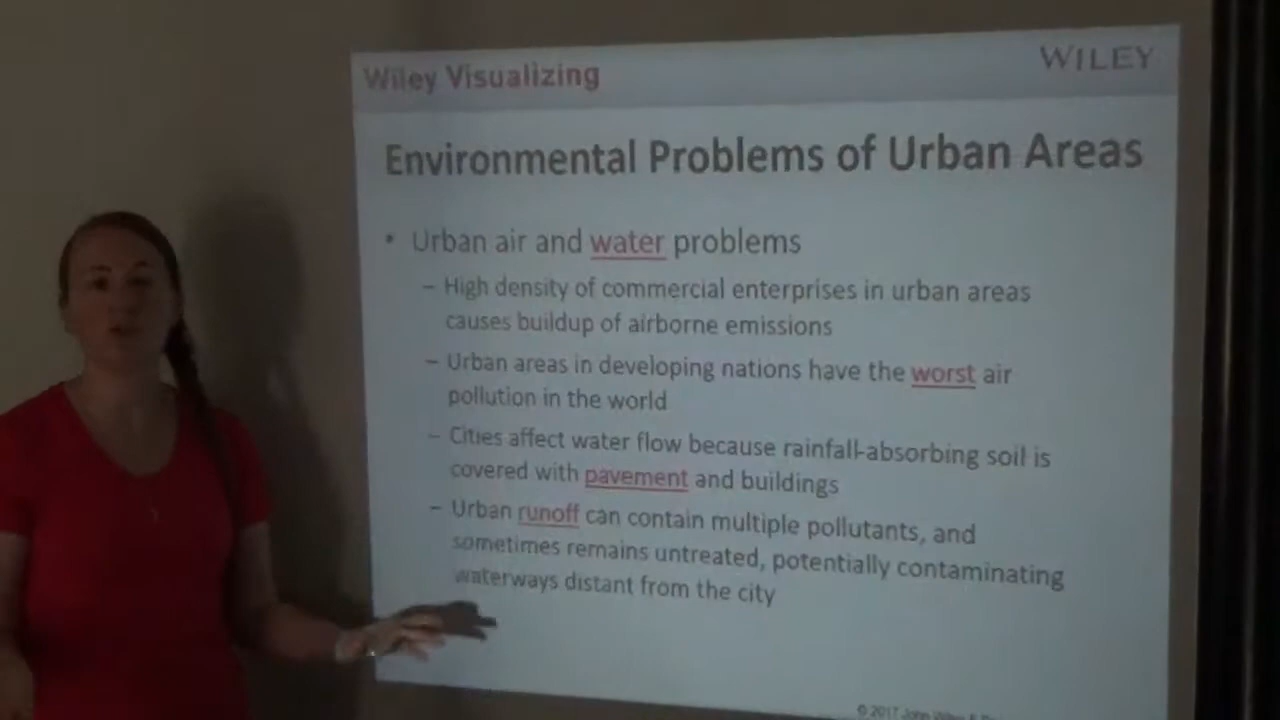 Wiley Visualizing
WILEY
Environmental Problems of Urban Areas
• Urban air and water problems
– High density of commercial enterprises in urban areas
causes buildup of airborne emissions
– Urban areas in developing nations have the worst air
pollution in the world
– Cities affect water flow because rainfall-absorbing soil is
covered with pavement and buildings
– Urban runoff can contain multiple pollutants, and
sometimes remains untreated, potentially contaminating
waterways distant from the city
© 2017 John Wiley &